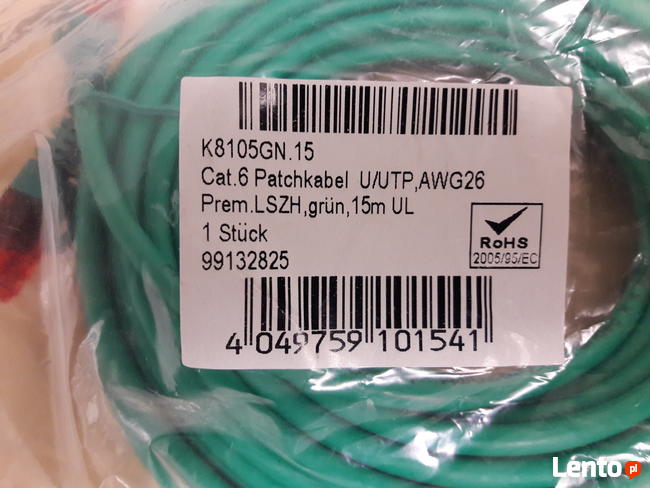 K8105GN.15
Cat.6 Patchkabel U/UTP,AWG26
Prem.LSZH,grün,15m UL
1 Stück
99132825
RoHS
2005/95/EC
4 049759 101541
Lento.pl